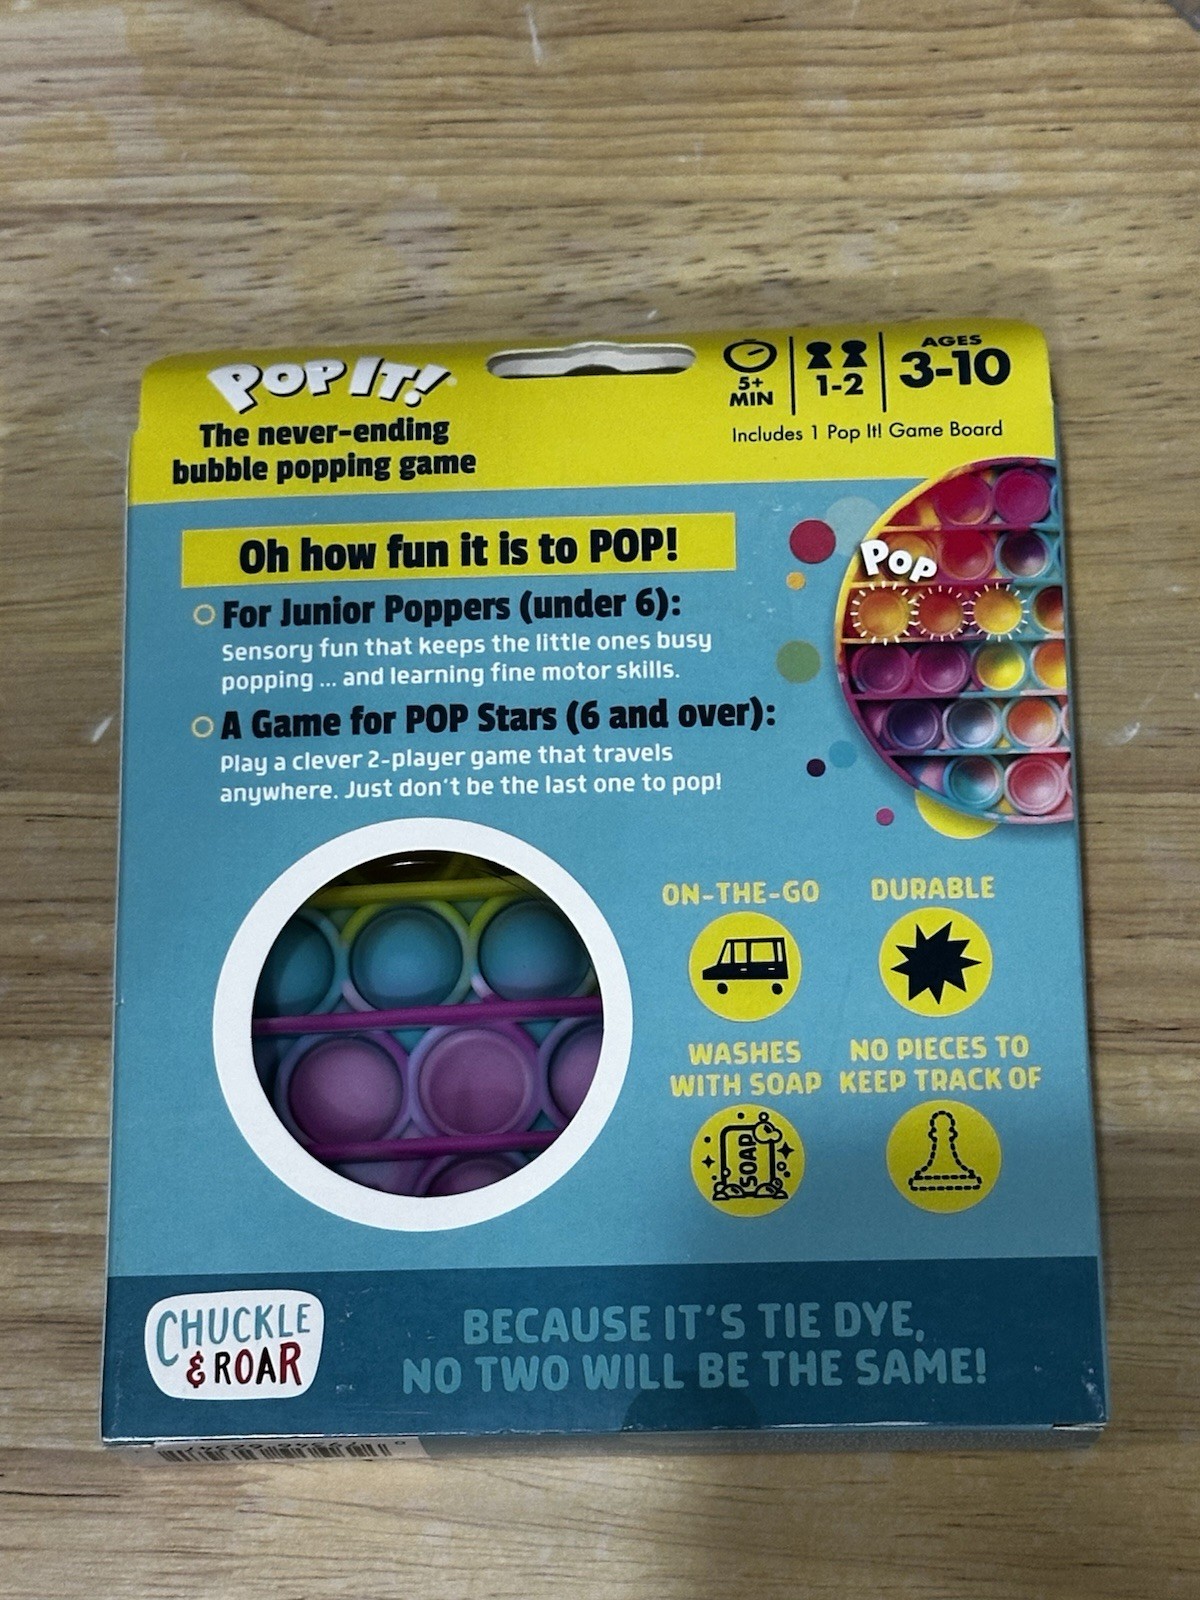 POP IT!
The never-ending
bubble popping game
5+
MIN
1-2
AGES
3-10
Includes 1 Pop It! Game Board
Oh how fun it is to POP!
For Junior Poppers (under 6):
Sensory fun that keeps the little ones busy
popping ... and learning fine motor skills.
A Game for POP Stars (6 and over):
Play a clever 2-player game that travels
anywhere. Just don't be the last one to pop!
POP
ON-THE-GO
DURABLE
WASHES
WITH SOAP
NO PIECES TO
KEEP TRACK OF
SOAP
CHUCKLE
& ROAR
BECAUSE IT'S TIE DYE,
NO TWO WILL BE THE SAME!